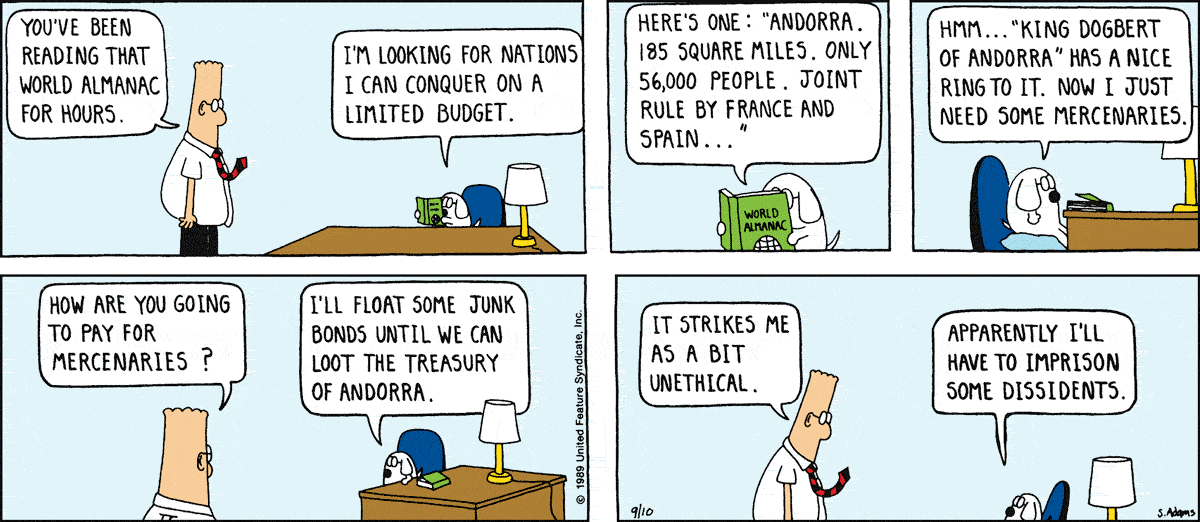 YOU'VE BEEN
READING THAT
WORLD ALMANAC
FOR HOURS.
I'M LOOKING FOR NATIONS
I CAN CONQUER ON A
LIMITED BUDGET.
HERE'S ONE: "ANDORRA.
185 SQUARE MILES. ONLY
56,000 PEOPLE. JOINT
RULE BY FRANCE AND
SPAIN..."
WORLD
ALMANAC
HMM..."KING DOGBERT
OF ANDORRA" HAS A NICE
RING TO IT. NOW I JUST
NEED SOME MERCENARIES.
HOW ARE YOU GOING
TO PAY FOR
MERCENARIES ?
I'LL FLOAT SOME JUNK
BONDS UNTIL WE CAN
LOOT THE TREASURY
OF ANDORRA.
© 1989 United Feature Syndicate, Inc.
IT STRIKES ME
AS A BIT
UNETHICAL.
APPARENTLY I'LL
HAVE TO IMPRISON
SOME DISSIDENTS.
9/10
S. Adams